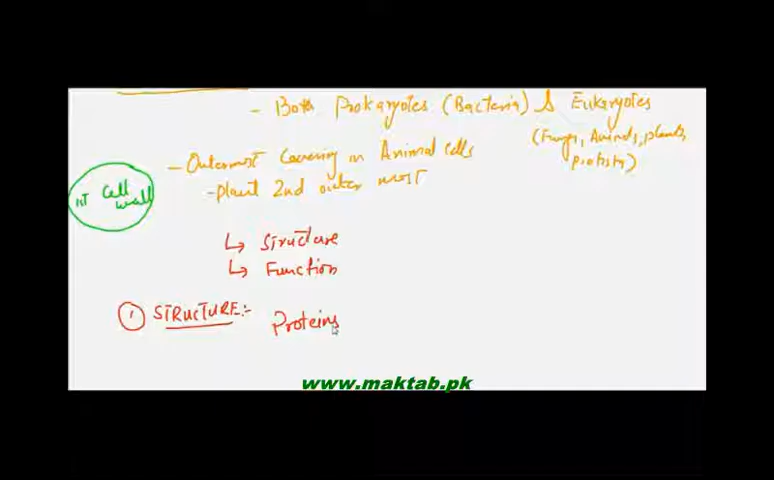 - Both Prokaryotes (Bacteria) & Eukaryotes
(Fungi, Animals, plants,
protists)
- Outermost Covering in Animal Cells
- plant 2nd outer most
1st Cell
wall
↳ Structure
↳ Function
① STRUCTURE:-
Proteins
www.maktab.pk